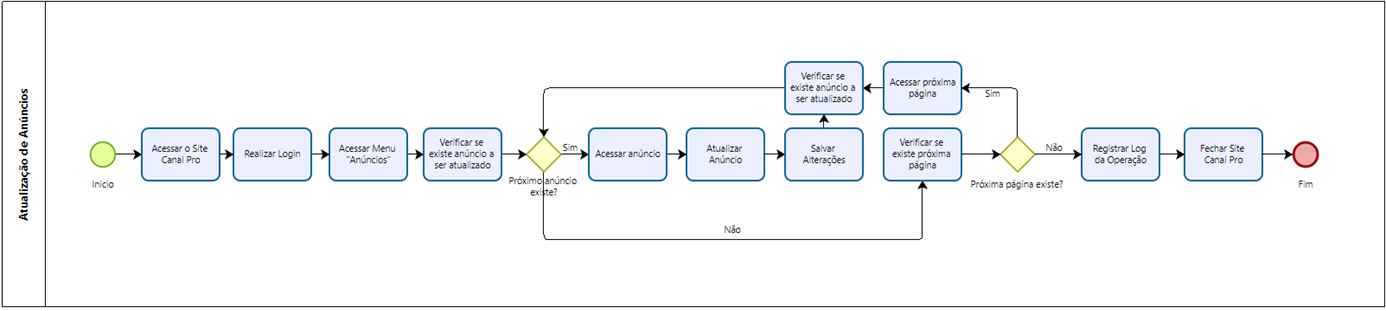 Atualização de Anúncios
Inicio
Acessar o Site
Canal Pro
Realizar Login
Acessar Menu
"Anúncios"
Verificar se
existe anúncio a
ser atualizado
Próximo anúncio
existe?
Sim
Acessar anúncio
Atualizar
Anúncio
Salvar
Alterações
Verificar se
existe anúncio a
ser atualizado
Acessar próxima
página
Sim
Não
Verificar se
existe próxima
página
Próxima página existe?
Não
Registrar Log
da Operação
Fechar Site
Canal Pro
Fim